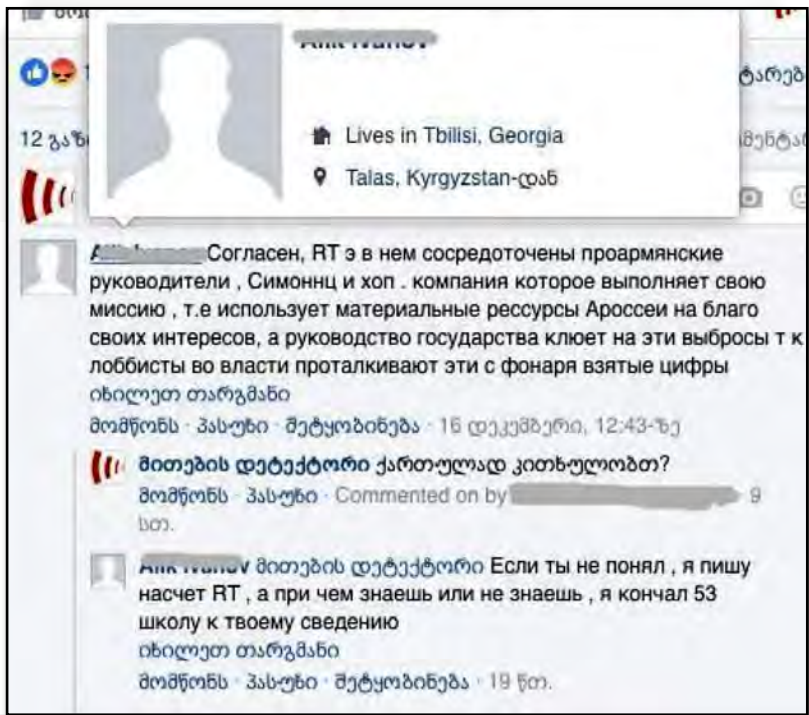 Lives in Tbilisi, Georgia
Talas, Kyrgyzstan-დან
12
Согласен, RT э в нем сосредоточены проармянские
руководители , Симоннц и хоп . компания которое выполняет свою
миссию , т.е использует материальные рессурсы Ароссеи на благо
своих интересов, а руководство государства клюет на эти выбросы т к
лоббисты во власти проталкивают эти с фонаря взятые цифры
იხილეთ თარგმანი
მომწონს · პასუხი · შეტყობინება · 16 დეკემბერი, 12:43-ზე
მითების დეტექტორი ქართულად კითხულობთ?
მომწონს · პასუხი · Commented on by 9
სთ.
მითების დეტექტორი Если ты не понял , я пишу
насчет RT , а при чем знаешь или не знаешь , я кончал 53
школу к твоему сведению
იხილეთ თარგმანი
მომწონს · პასუხი · შეტყობინება · 19 წთ.